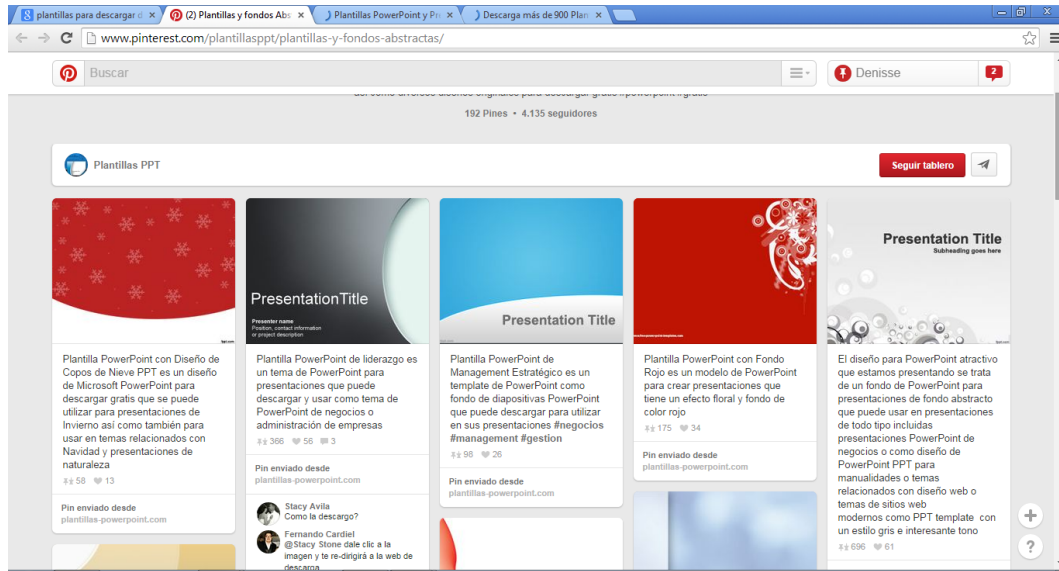 plantillas para descargar d
(2) Plantillas y fondos Abs
Plantillas PowerPoint y Pr
Descarga más de 900 Plan
www.pinterest.com/plantillasppt/plantillas-y-fondos-abstractas/
Buscar
Denisse
2
192 Pines • 4.135 seguidores
Plantillas PPT
Seguir tablero
Plantilla PowerPoint con Diseño de
Copos de Nieve PPT es un diseño
de Microsoft PowerPoint para
descargar gratis que se puede
utilizar para presentaciones de
Invierno así como también para
usar en temas relacionados con
Navidad y presentaciones de
naturaleza
58 13
Pin enviado desde
plantillas-powerpoint.com
PresentationTitle
Presenter name
Position, contact information
or project description
Plantilla PowerPoint de liderazgo es
un tema de PowerPoint para
presentaciones que puede
descargar y usar como tema de
PowerPoint de negocios o
administración de empresas
366 56 3
Pin enviado desde
plantillas-powerpoint.com
Stacy Avila
Como la descargo?
Fernando Cardiel
@Stacy Stone dale clic a la
imagen y te re-dirigirá a la web de
descarga
Presentation Title
Plantilla PowerPoint de
Management Estratégico es un
template de PowerPoint como
fondo de diapositivas PowerPoint
que puede descargar para utilizar
en sus presentaciones #negocios
#management #gestion
98 26
Pin enviado desde
plantillas-powerpoint.com
Plantilla PowerPoint con Fondo
Rojo es un modelo de PowerPoint
para crear presentaciones que
tiene un efecto floral y fondo de
color rojo
175 34
Pin enviado desde
plantillas-powerpoint.com
Presentation Title
Subheading goes here
El diseño para PowerPoint atractivo
que estamos presentando se trata
de un fondo de PowerPoint para
presentaciones de fondo abstracto
que puede usar en presentaciones
de todo tipo incluidas
presentaciones PowerPoint de
negocios o como diseño de
PowerPoint PPT para
manualidades o temas
relacionados con diseño web o
temas de sitios web
modernos como PPT template con
un estilo gris e interesante tono
696 61
+
?